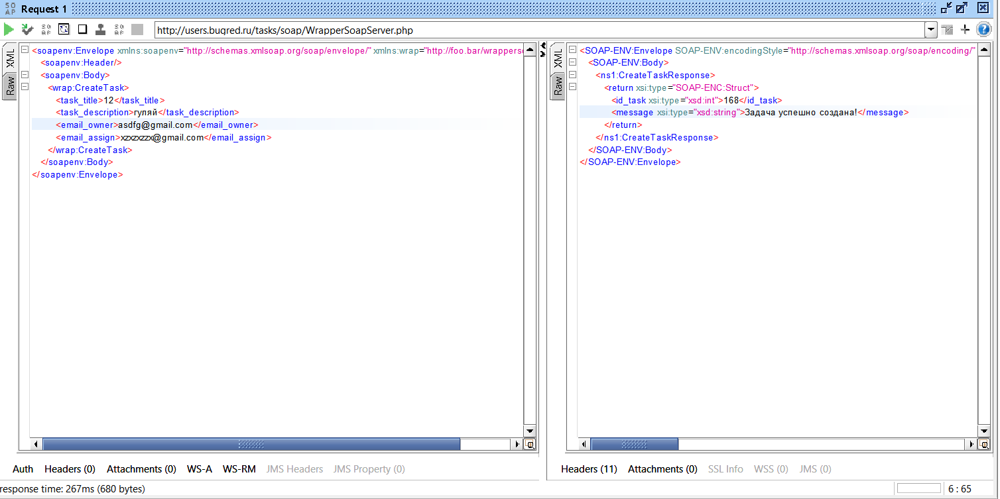 SO
AP
Request 1
SO
AP
SO
AP
http://users.buqred.ru/tasks/soap/WrapperSoapServer.php
?
XML
Raw
<soapenv:Envelope xmlns:soapenv="http://schemas.xmlsoap.org/soap/envelope/" xmlns:wrap="http://foo.bar/wrapperso
<soapenv:Header/>
<soapenv:Body>
<wrap:CreateTask>
<task_title>12</task_title>
<task_description>гуляй</task_description>
<email_owner>asdfg@gmail.com</email_owner>
<email_assign>xzxzxzzx@gmail.com</email_assign>
</wrap:CreateTask>
</soapenv:Body>
</soapenv:Envelope>
XML
Raw
<SOAP-ENV:Envelope SOAP-ENV:encodingStyle="http://schemas.xmlsoap.org/soap/encoding/"
<SOAP-ENV:Body>
<ns1:CreateTaskResponse>
<return xsi:type="SOAP-ENC:Struct">
<id_task xsi:type="xsd:int">168</id_task>
<message xsi:type="xsd:string">Задача успешно создана!</message>
</return>
</ns1:CreateTaskResponse>
</SOAP-ENV:Body>
</SOAP-ENV:Envelope>
Auth Headers (0) Attachments (0) WS-A WS-RM JMS Headers JMS Property (0)
Headers (11) Attachments (0) SSL Info WSS (0) JMS (0)
response time: 267ms (680 bytes)
6 : 65